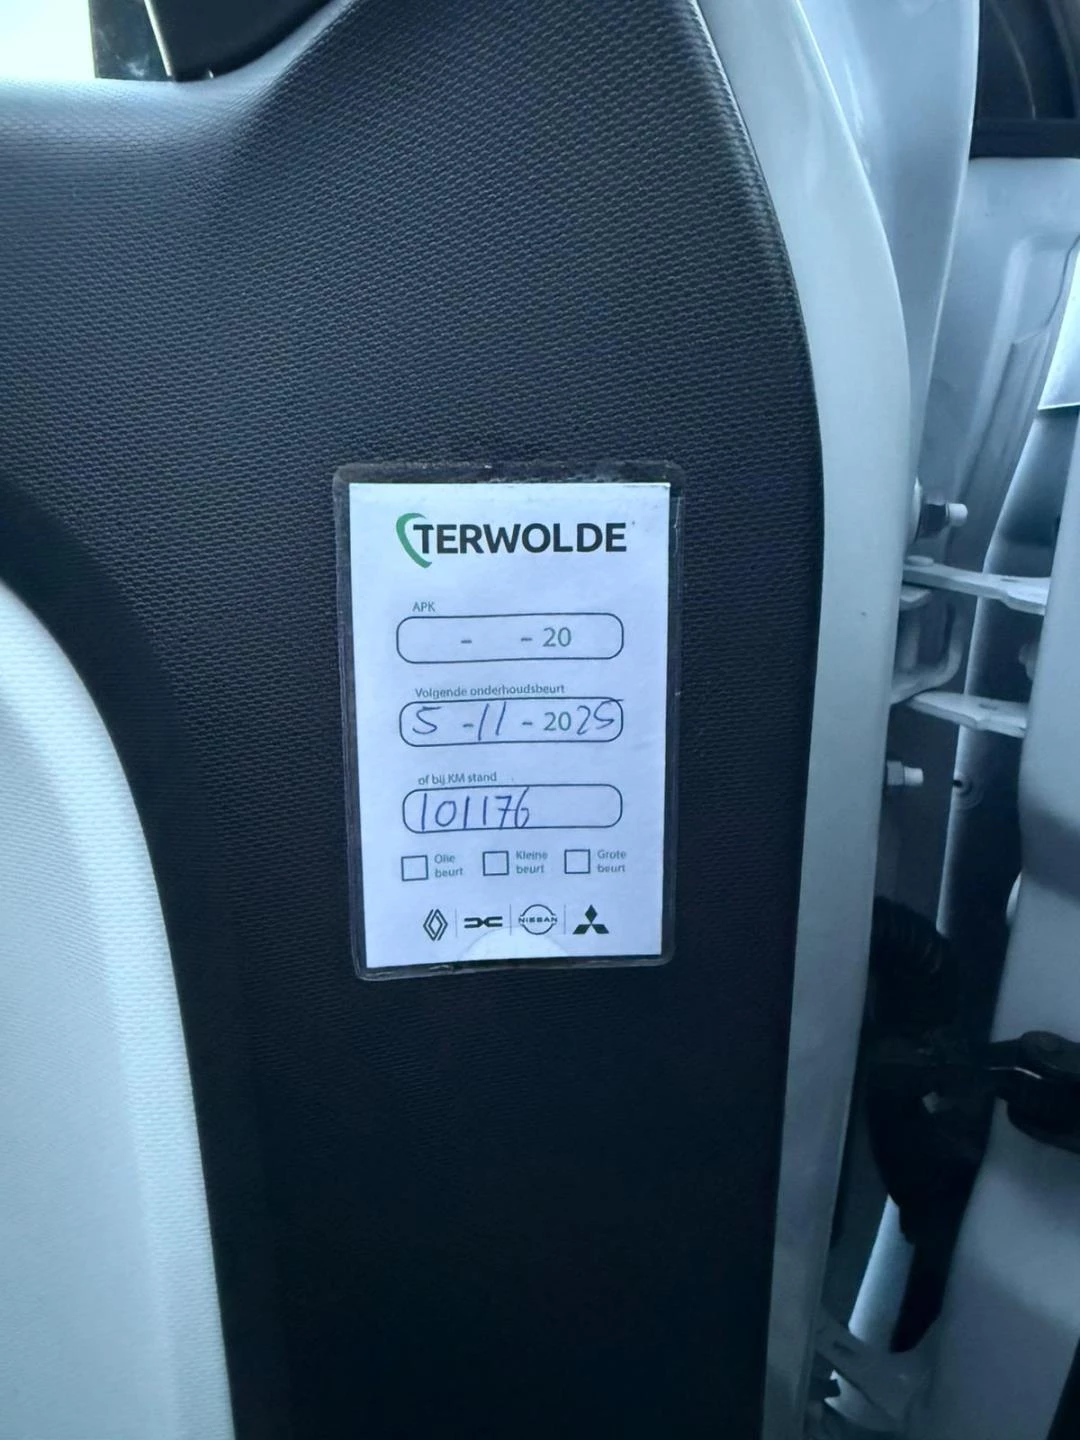 TERWOLDE
APK
- - 20
Volgende onderhoudsbeurt
5 - 11 - 2025
of bij KM stand
101176
Olie beurt
Kleine beurt
Grote beurt
NISSAN